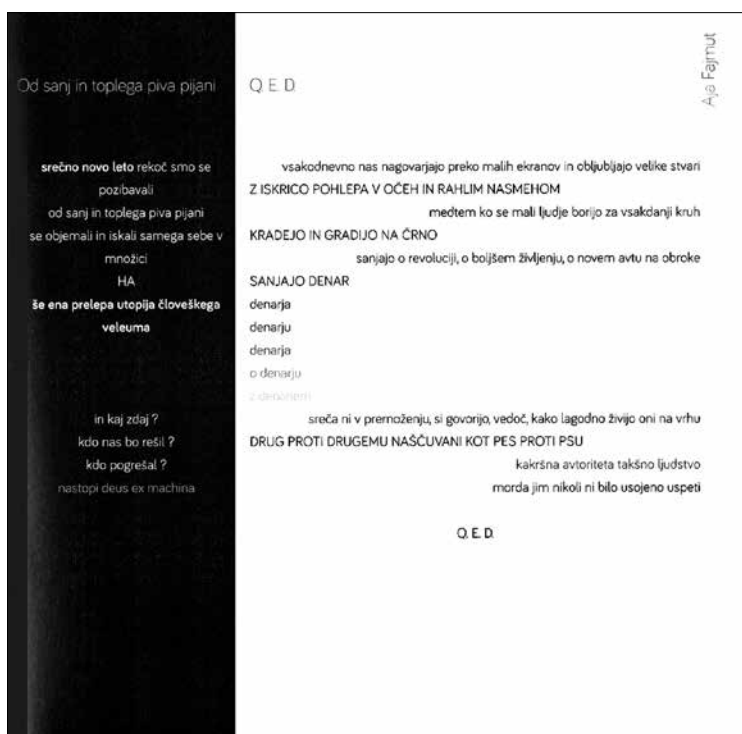 Od sanj in toplega piva pijani
srečno novo leto rekoč smo se
pozibavali
od sanj in toplega piva pijani
se objemali in iskali samega sebe v
množici
HA
še ena prelepa utopija človeškega
veleuma
in kaj zdaj ?
kdo nas bo rešil ?
kdo pogrešal ?
nastopi deus ex machina
Q.E.D.
Aja Fajmut
vsakodnevno nas nagovarjajo preko malih ekranov in obljubljajo velike stvari
Z ISKRICO POHLEPA V OČEH IN RAHLIM NASMEHOM
medtem ko se mali ljudje borijo za vsakdanji kruh
KRADEJO IN GRADIJO NA ČRNO
sanjajo o revoluciji, o boljšem življenju, o novem avtu na obroke
SANJAJO DENAR
denarja
denarju
denarja
o denarju
z denarjem
sreča ni v premoženju, si govorijo, vedoč, kako lagodno živijo oni na vrhu
DRUG PROTI DRUGEMU NAŠČUVANI KOT PES PROTI PSU
kakršna avtoriteta takšno ljudstvo
morda jim nikoli ni bilo usojeno uspeti
Q.E.D.